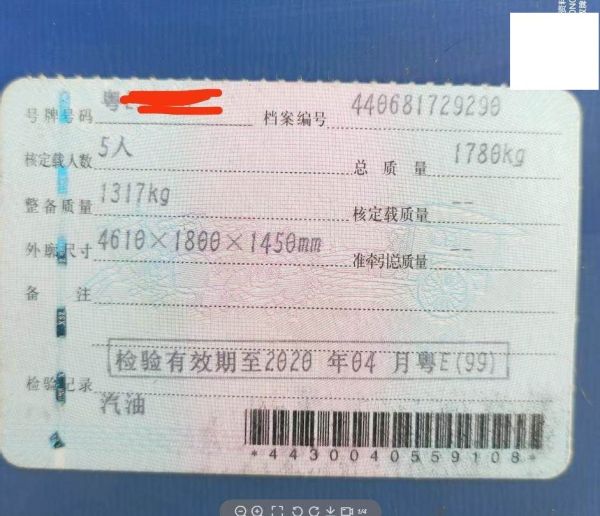 号牌号码 粤E 档案编号 440681729290
核定载人数 5人 总质量 1780kg
整备质量 1317kg 核定载质量 --
外廓尺寸 4610×1800×1450mm 准牵引总质量 --
备注
检验有效期至2020 年04 月粤E(99)
检验记录
汽油
*4430040559108*
1/4